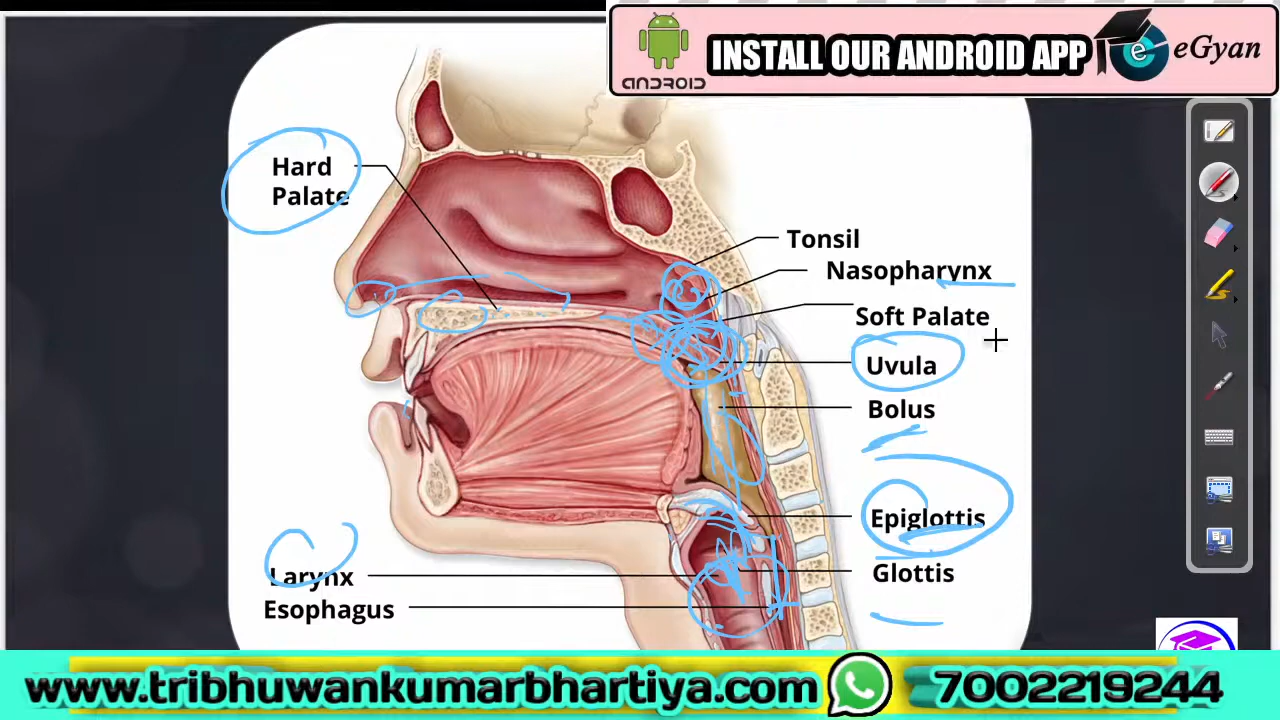 INSTALL OUR ANDROID APP
ANDROID
e
eGyan
Hard
Palate
Tonsil
Nasopharynx
Soft Palate
Uvula
Bolus
Epiglottis
Glottis
Larynx
Esophagus
www.tribhuwankumarbhartiya.com
7002219244